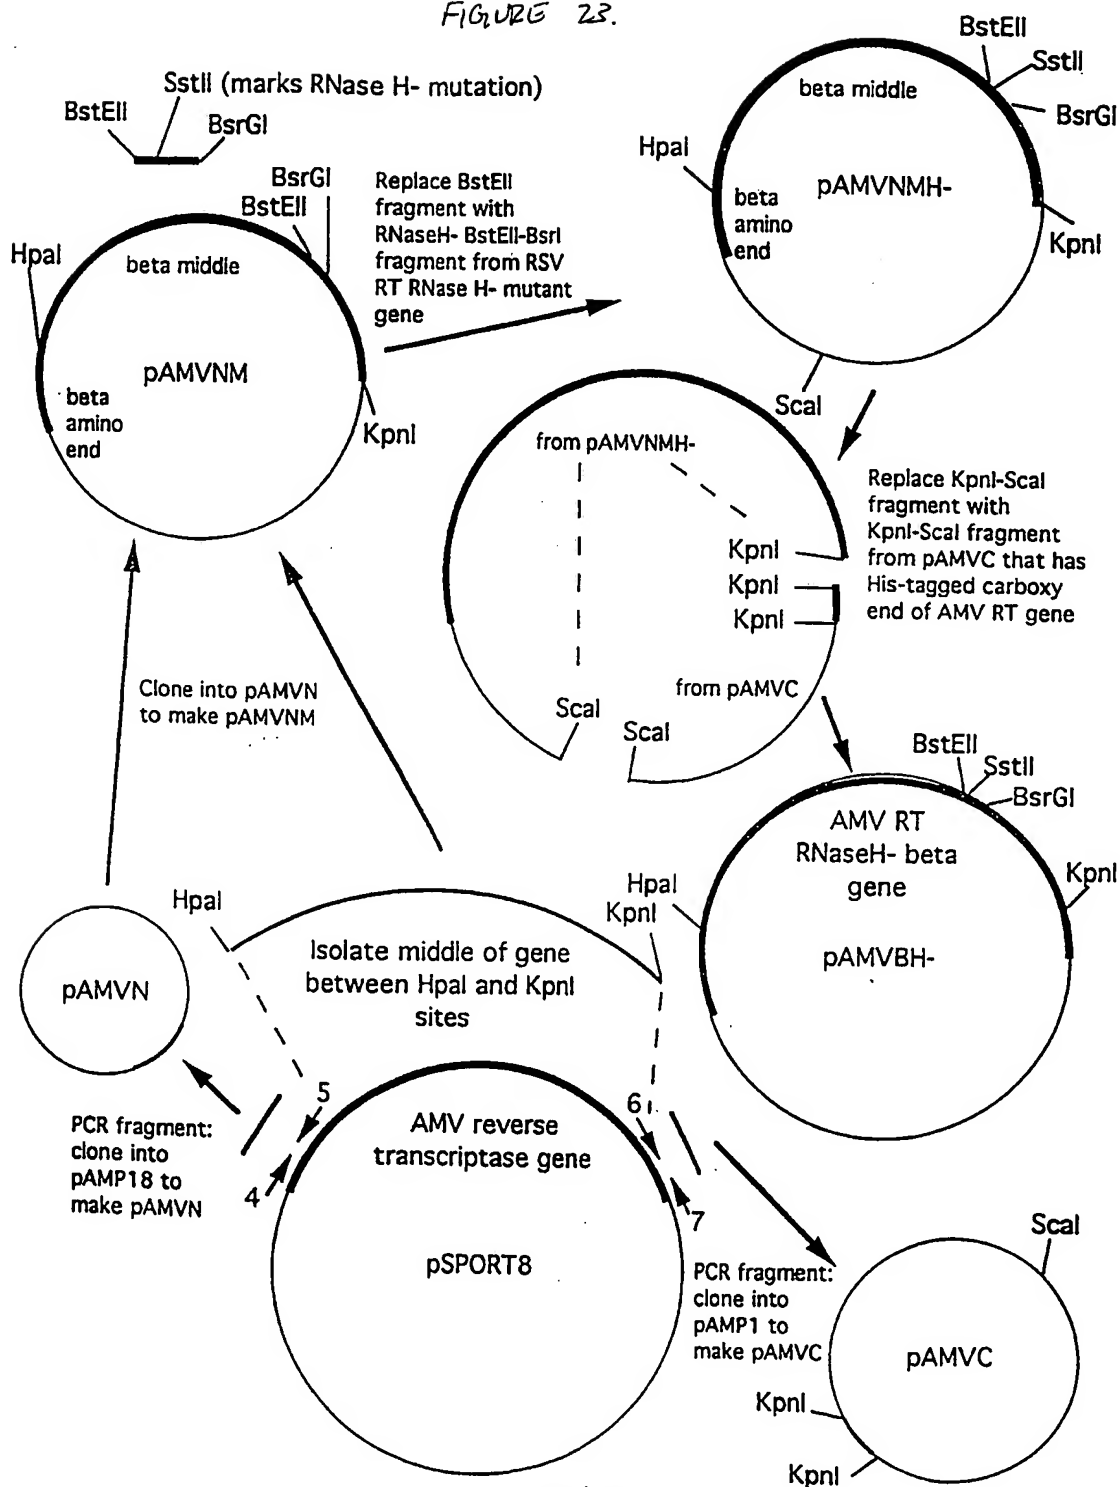 FIGURE 23.
SstII (marks RNase H- mutation)
BstEII
BsrGI
BsrGI
BstEII
HpaI
beta middle
pAMVNM
beta
amino
end
KpnI
Replace BstEII
fragment with
RNaseH- BstEII-BsrI
fragment from RSV
RT RNase H- mutant
gene
BstEII
SstII
BsrGI
beta middle
HpaI
pAMVNMH-
beta
amino
end
KpnI
ScaI
from pAMVNMH-
KpnI
KpnI
KpnI
Replace KpnI-ScaI
fragment with
KpnI-ScaI fragment
from pAMVC that has
His-tagged carboxy
end of AMV RT gene
from pAMVC
ScaI
ScaI
Clone into pAMVN
to make pAMVNM
BstEII
SstII
BsrGI
AMV RT
RNaseH- beta
gene
KpnI
HpaI
pAMVBH-
HpaI
KpnI
Isolate middle of gene
between HpaI and KpnI
sites
pAMVN
PCR fragment:
clone into
pAMP18 to
make pAMVN
5
4
6
7
AMV reverse
transcriptase gene
pSPORT8
PCR fragment:
clone into
pAMP1 to
make pAMVC
ScaI
pAMVC
KpnI
KpnI